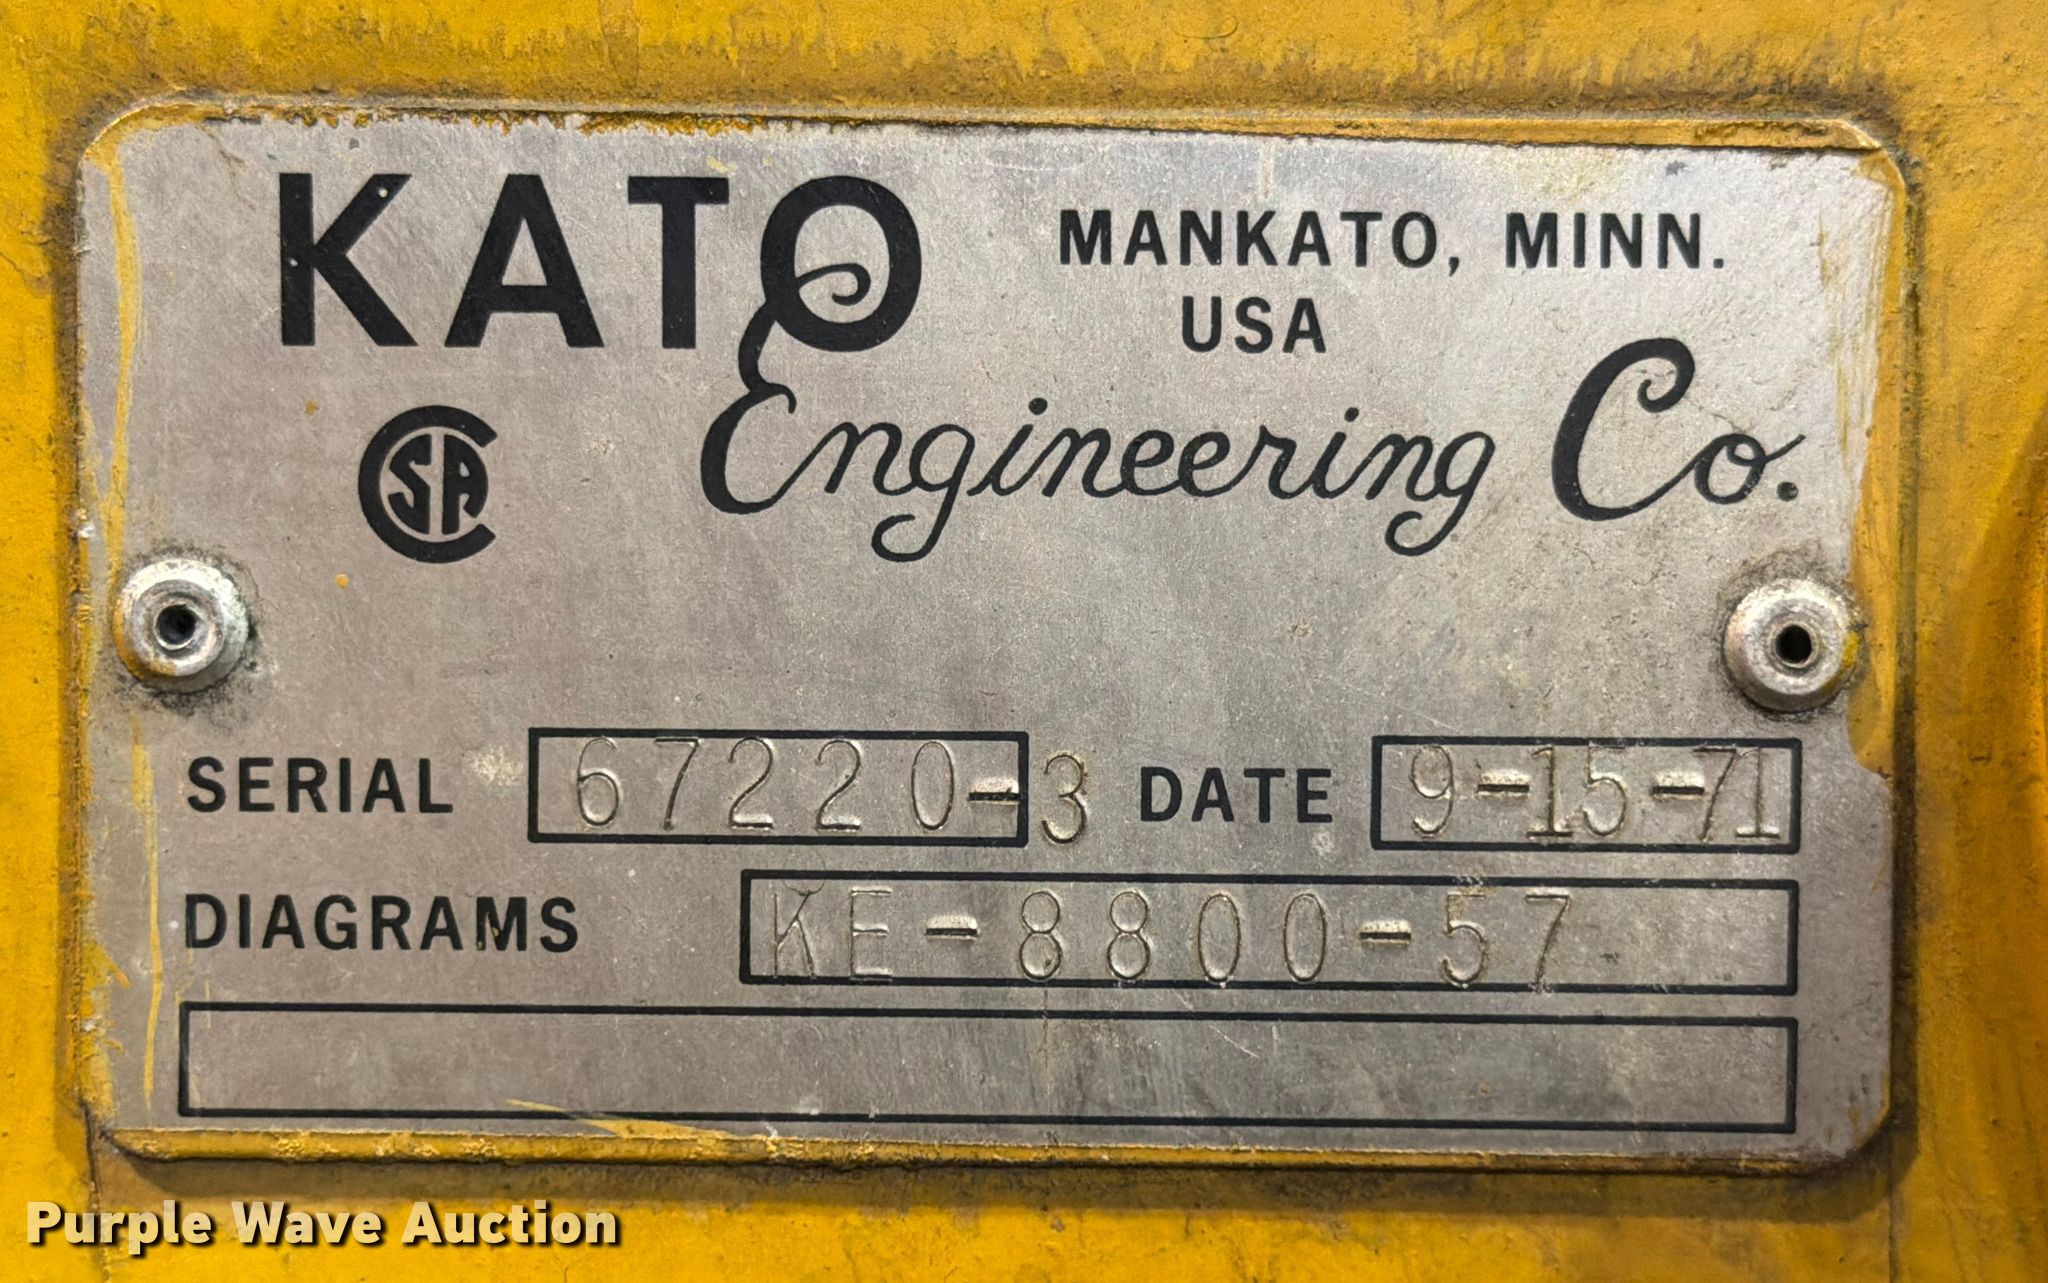 KATO MANKATO, MINN.
USA
Engineering Co.
CSA
SERIAL 67220-3 DATE 9-15-71
DIAGRAMS KE-8800-57
Purple Wave Auction